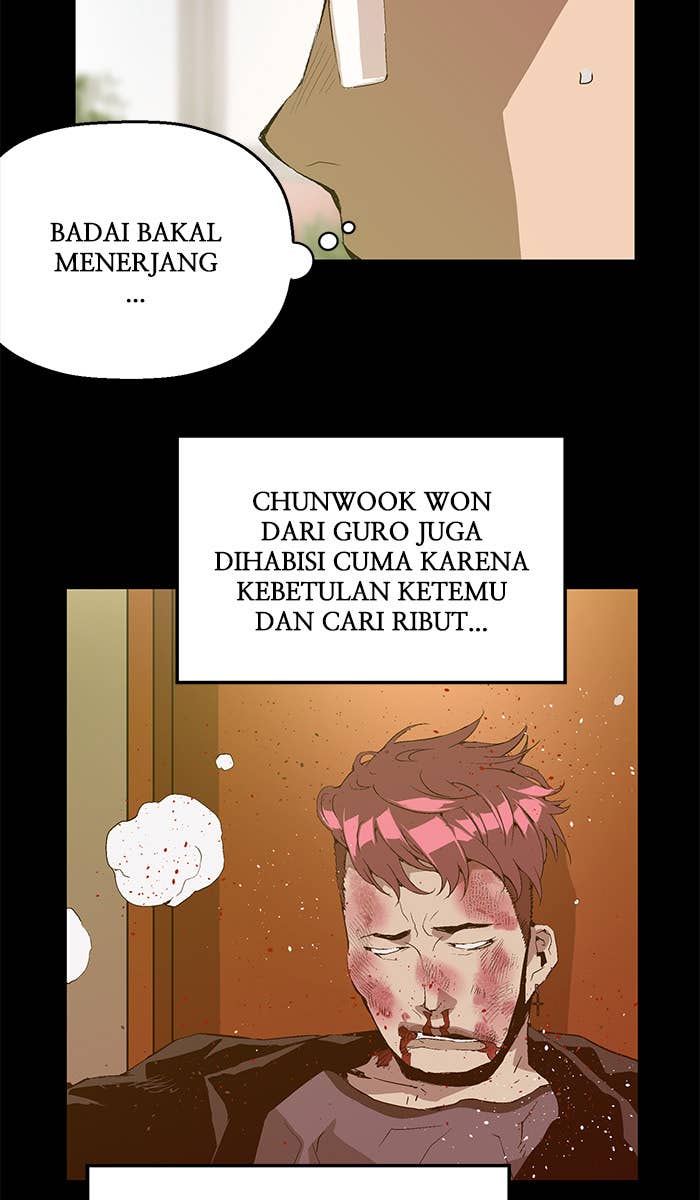 BADAI BAKAL
MENERJANG
...
CHUNWOOK WON
DARI GURO JUGA
DIHABISI CUMA KARENA
KEBETULAN KETEMU
DAN CARI RIBUT...